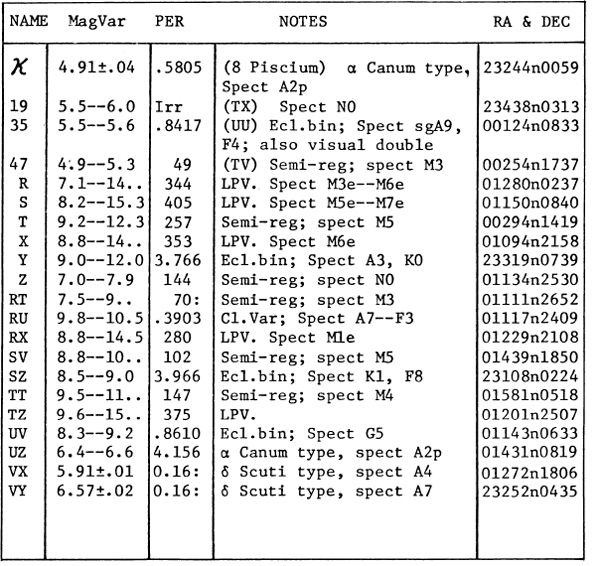 NAME MagVar PER NOTES RA & DEC
ϰ 4.91±.04 .5805 (8 Piscium) α Canum type, 23244n0059
Spect A2p
19 5.5--6.0 Irr (TX) Spect N0 23438n0313
35 5.5--5.6 .8417 (UU) Ecl.bin; Spect sgA9, 00124n0833
F4; also visual double
47 4.9--5.3 49 (TV) Semi-reg; spect M3 00254n1737
R 7.1--14.. 344 LPV. Spect M3e--M6e 01280n0237
S 8.2--15.3 405 LPV. Spect M5e--M7e 01150n0840
T 9.2--12.3 257 Semi-reg; spect M5 00294n1419
X 8.8--14.. 353 LPV. Spect M6e 01094n2158
Y 9.0--12.0 3.766 Ecl.bin; Spect A3, K0 23319n0739
Z 7.0--7.9 144 Semi-reg; spect N0 01134n2530
RT 7.5--9.. 70: Semi-reg; spect M3 01111n2652
RU 9.8--10.5 .3903 Cl.Var; Spect A7--F3 01117n2409
RX 8.8--14.5 280 LPV. Spect M1e 01229n2108
SV 8.8--10.. 102 Semi-reg; spect M5 01439n1850
SZ 8.5--9.0 3.966 Ecl.bin; Spect K1, F8 23108n0224
TT 9.5--11.. 147 Semi-reg; spect M4 01581n0518
TZ 9.6--15.. 375 LPV. 01201n2507
UV 8.3--9.2 .8610 Ecl.bin; Spect G5 01143n0633
UZ 6.4--6.6 4.156 α Canum type, spect A2p 01431n0819
VX 5.91±.01 0.16: δ Scuti type, spect A4 01272n1806
VY 6.57±.02 0.16: δ Scuti type, spect A7 23252n0435